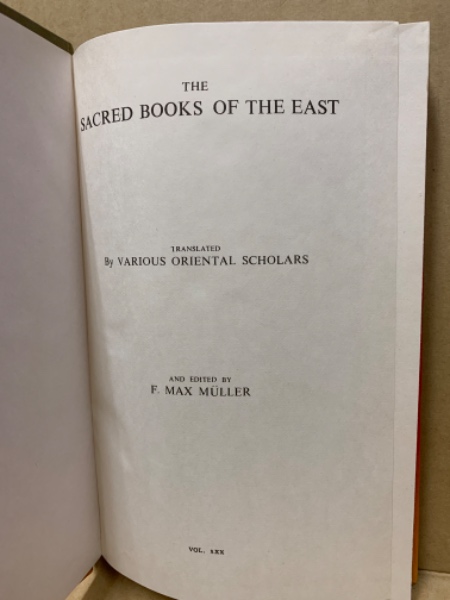 THE
SACRED BOOKS OF THE EAST
TRANSLATED
By VARIOUS ORIENTAL SCHOLARS
AND EDITED BY
F. MAX MÜLLER
VOL. XXX